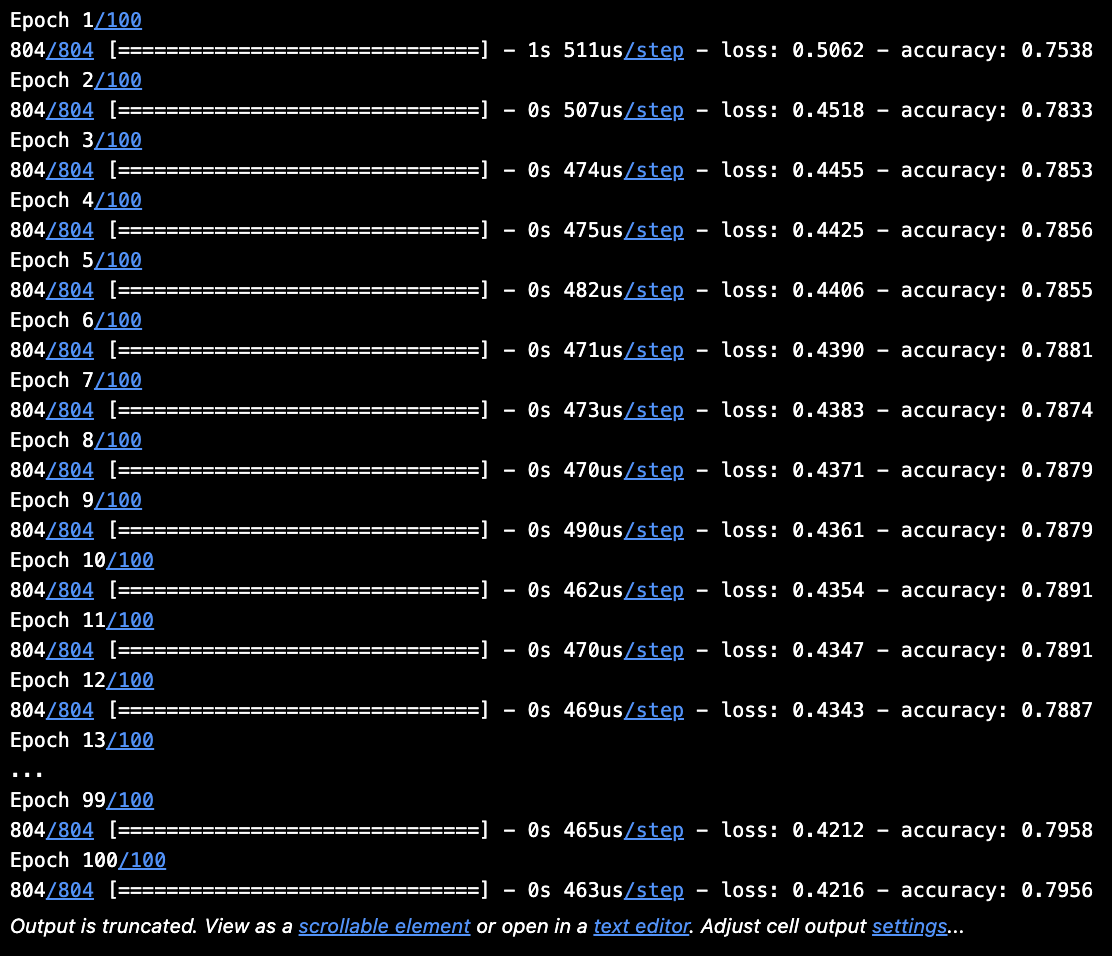 Epoch 1/100
804/804 [==============================] - 1s 511us/step - loss: 0.5062 - accuracy: 0.7538
Epoch 2/100
804/804 [==============================] - 0s 507us/step - loss: 0.4518 - accuracy: 0.7833
Epoch 3/100
804/804 [==============================] - 0s 474us/step - loss: 0.4455 - accuracy: 0.7853
Epoch 4/100
804/804 [==============================] - 0s 475us/step - loss: 0.4425 - accuracy: 0.7856
Epoch 5/100
804/804 [==============================] - 0s 482us/step - loss: 0.4406 - accuracy: 0.7855
Epoch 6/100
804/804 [==============================] - 0s 471us/step - loss: 0.4390 - accuracy: 0.7881
Epoch 7/100
804/804 [==============================] - 0s 473us/step - loss: 0.4383 - accuracy: 0.7874
Epoch 8/100
804/804 [==============================] - 0s 470us/step - loss: 0.4371 - accuracy: 0.7879
Epoch 9/100
804/804 [==============================] - 0s 490us/step - loss: 0.4361 - accuracy: 0.7879
Epoch 10/100
804/804 [==============================] - 0s 462us/step - loss: 0.4354 - accuracy: 0.7891
Epoch 11/100
804/804 [==============================] - 0s 470us/step - loss: 0.4347 - accuracy: 0.7891
Epoch 12/100
804/804 [==============================] - 0s 469us/step - loss: 0.4343 - accuracy: 0.7887
Epoch 13/100
...
Epoch 99/100
804/804 [==============================] - 0s 465us/step - loss: 0.4212 - accuracy: 0.7958
Epoch 100/100
804/804 [==============================] - 0s 463us/step - loss: 0.4216 - accuracy: 0.7956
Output is truncated. View as a scrollable element or open in a text editor. Adjust cell output settings...